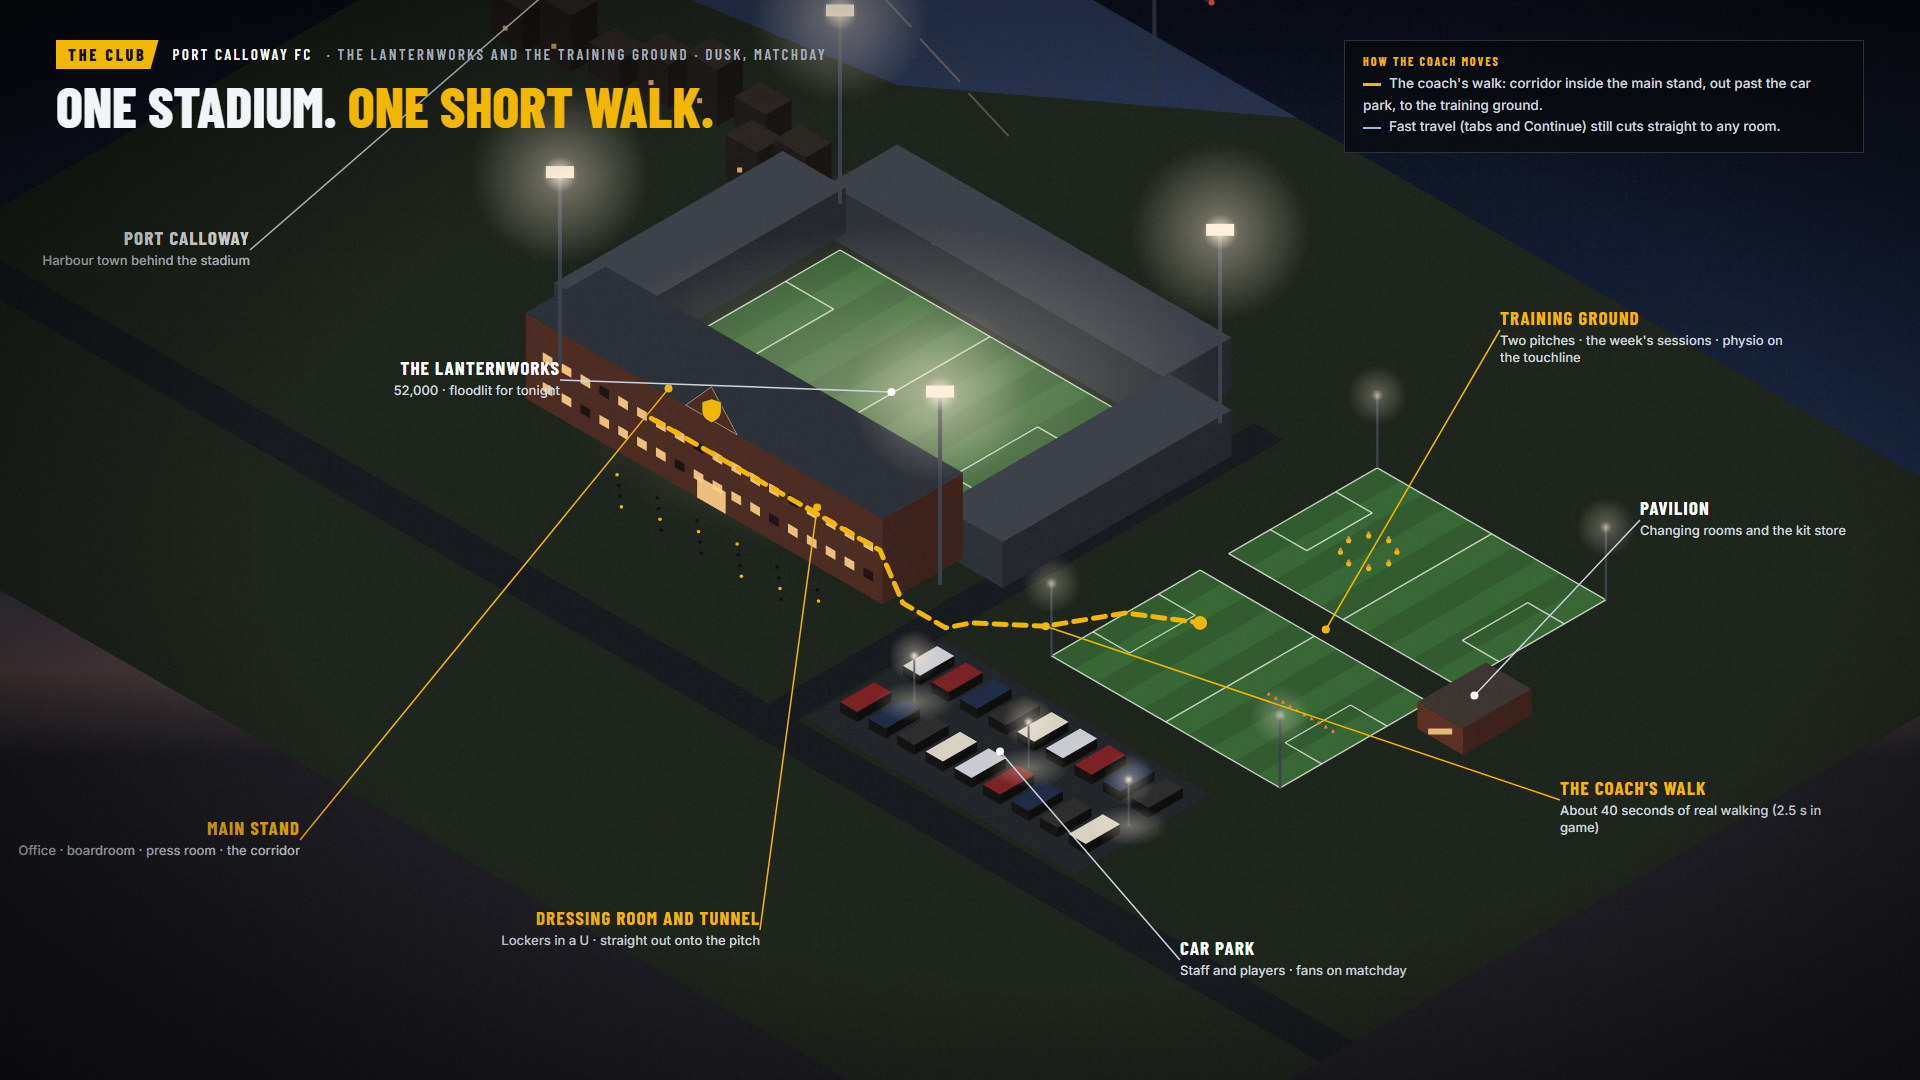 THE CLUB PORT CALLOWAY FC · THE LANTERNWORKS AND THE TRAINING GROUND · DUSK, MATCHDAY
ONE STADIUM. ONE SHORT WALK.
HOW THE COACH MOVES
The coach's walk: corridor inside the main stand, out past the car
park, to the training ground.
Fast travel (tabs and Continue) still cuts straight to any room.
PORT CALLOWAY
Harbour town behind the stadium
THE LANTERNWORKS
52,000 · floodlit for tonight
TRAINING GROUND
Two pitches · the week's sessions · physio on
the touchline
PAVILION
Changing rooms and the kit store
THE COACH'S WALK
About 40 seconds of real walking (2.5 s in
game)
MAIN STAND
Office · boardroom · press room · the corridor
DRESSING ROOM AND TUNNEL
Lockers in a U · straight out onto the pitch
CAR PARK
Staff and players · fans on matchday